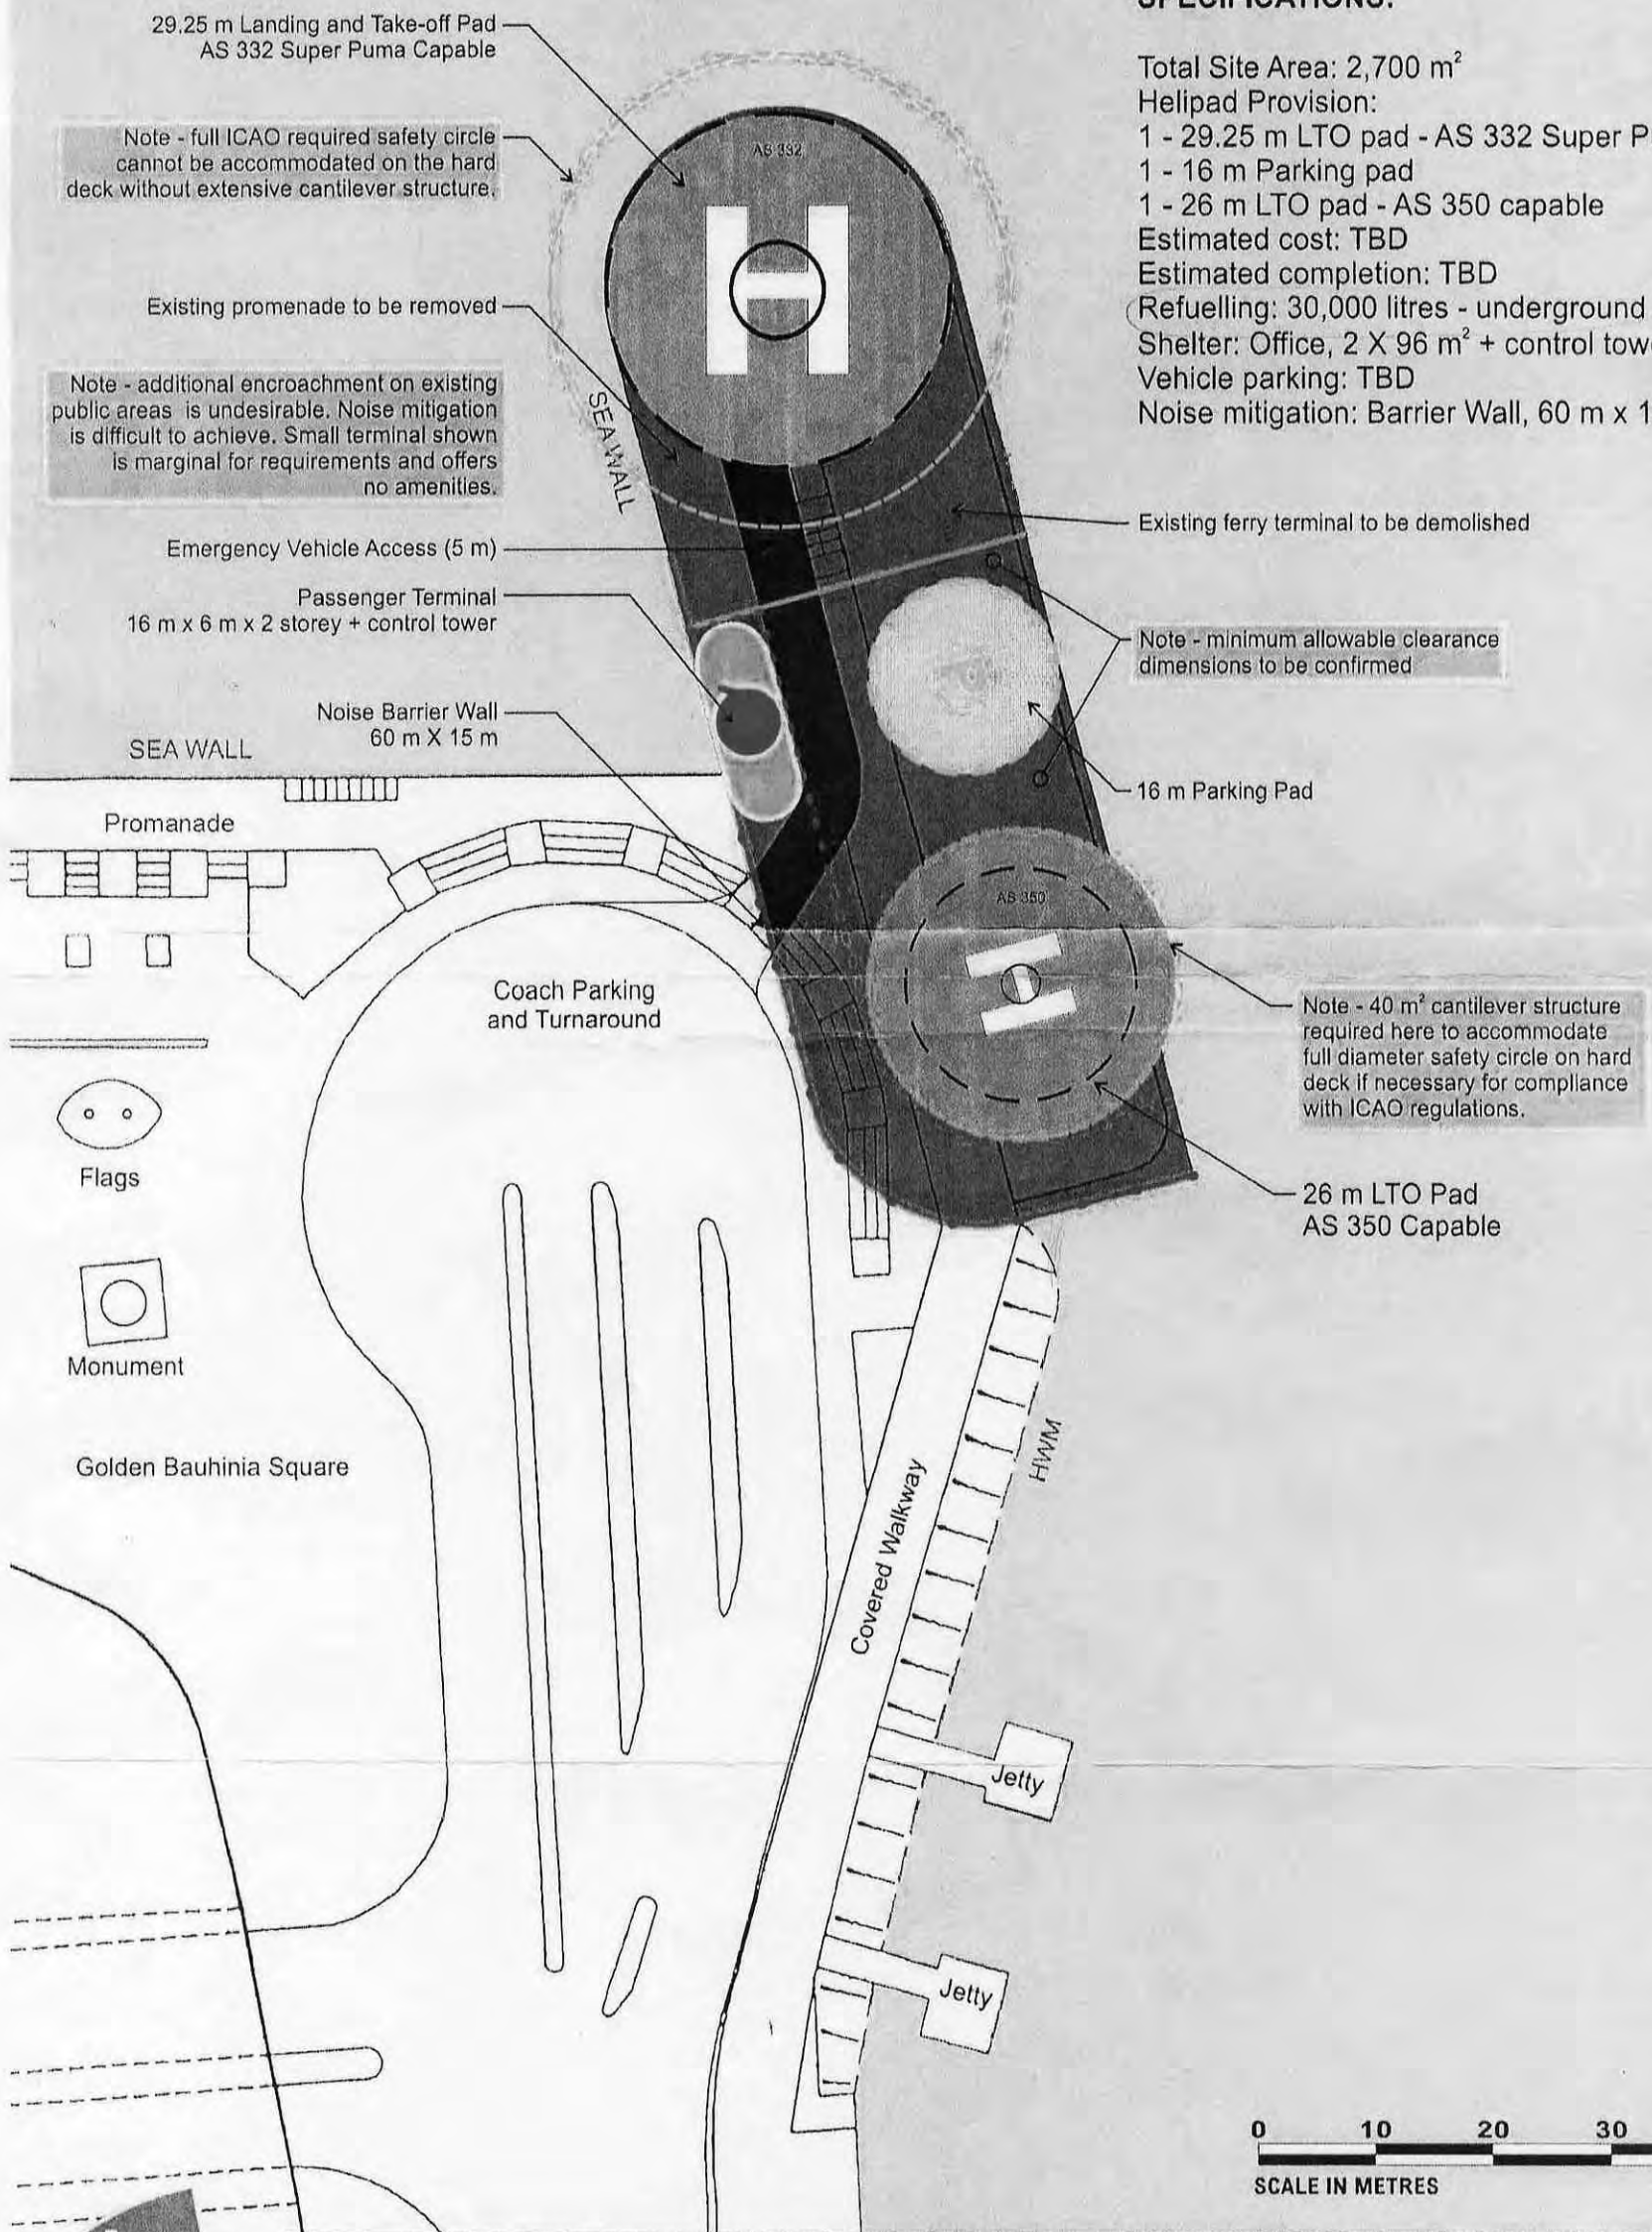 29.25 m Landing and Take-off Pad
AS 332 Super Puma Capable
Note - full ICAO required safety circle
cannot be accommodated on the hard
deck without extensive cantilever structure.
Existing promenade to be removed
Note - additional encroachment on existing
public areas is undesirable. Noise mitigation
is difficult to achieve. Small terminal shown
is marginal for requirements and offers
no amenities.
Emergency Vehicle Access (5 m)
Passenger Terminal
16 m x 6 m x 2 storey + control tower
Noise Barrier Wall
60 m X 15 m
SEA WALL
Promanade
SPECIFICATIONS:
Total Site Area: 2,700 m²
Helipad Provision:
1 - 29.25 m LTO pad - AS 332 Super P
1 - 16 m Parking pad
1 - 26 m LTO pad - AS 350 capable
Estimated cost: TBD
Estimated completion: TBD
Refuelling: 30,000 litres - underground
Shelter: Office, 2 X 96 m² + control tow
Vehicle parking: TBD
Noise mitigation: Barrier Wall, 60 m x 1
AS 332
H
SEA WALL
Existing ferry terminal to be demolished
Note - minimum allowable clearance
dimensions to be confirmed
16 m Parking Pad
AS 350
H
Note - 40 m² cantilever structure
required here to accommodate
full diameter safety circle on hard
deck if necessary for compliance
with ICAO regulations.
26 m LTO Pad
AS 350 Capable
Coach Parking
and Turnaround
Flags
Monument
Golden Bauhinia Square
Covered Walkway
HWM
Jetty
Jetty
0 10 20 30
SCALE IN METRES